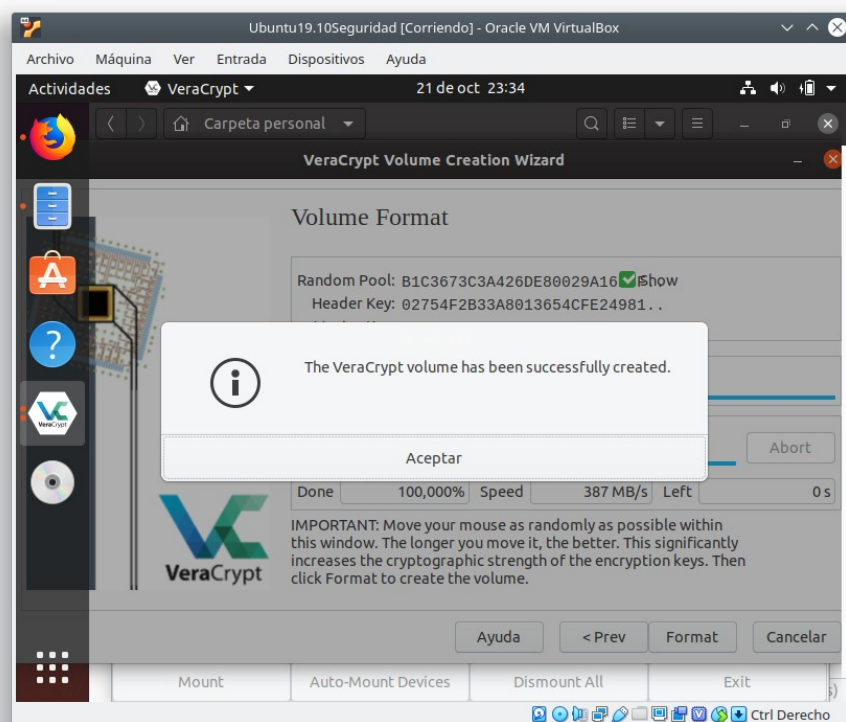 Ubuntu19.10Seguridad [Corriendo] - Oracle VM VirtualBox
Archivo Máquina Ver Entrada Dispositivos Ayuda
Actividades VeraCrypt 21 de oct 23:34
Carpeta personal
VeraCrypt Volume Creation Wizard
Volume Format
Random Pool: B1C3673C3A426DE80029A16 Show
Header Key: 02754F2B33A8013654CFE24981..
The VeraCrypt volume has been successfully created.
Aceptar
Abort
Done 100,000% Speed 387 MB/s Left 0 s
IMPORTANT: Move your mouse as randomly as possible within
this window. The longer you move it, the better. This significantly
increases the cryptographic strength of the encryption keys. Then
click Format to create the volume.
VeraCrypt
VeraCrypt
Ayuda < Prev Format Cancelar
Mount Auto-Mount Devices Dismount All Exit
Ctrl Derecho